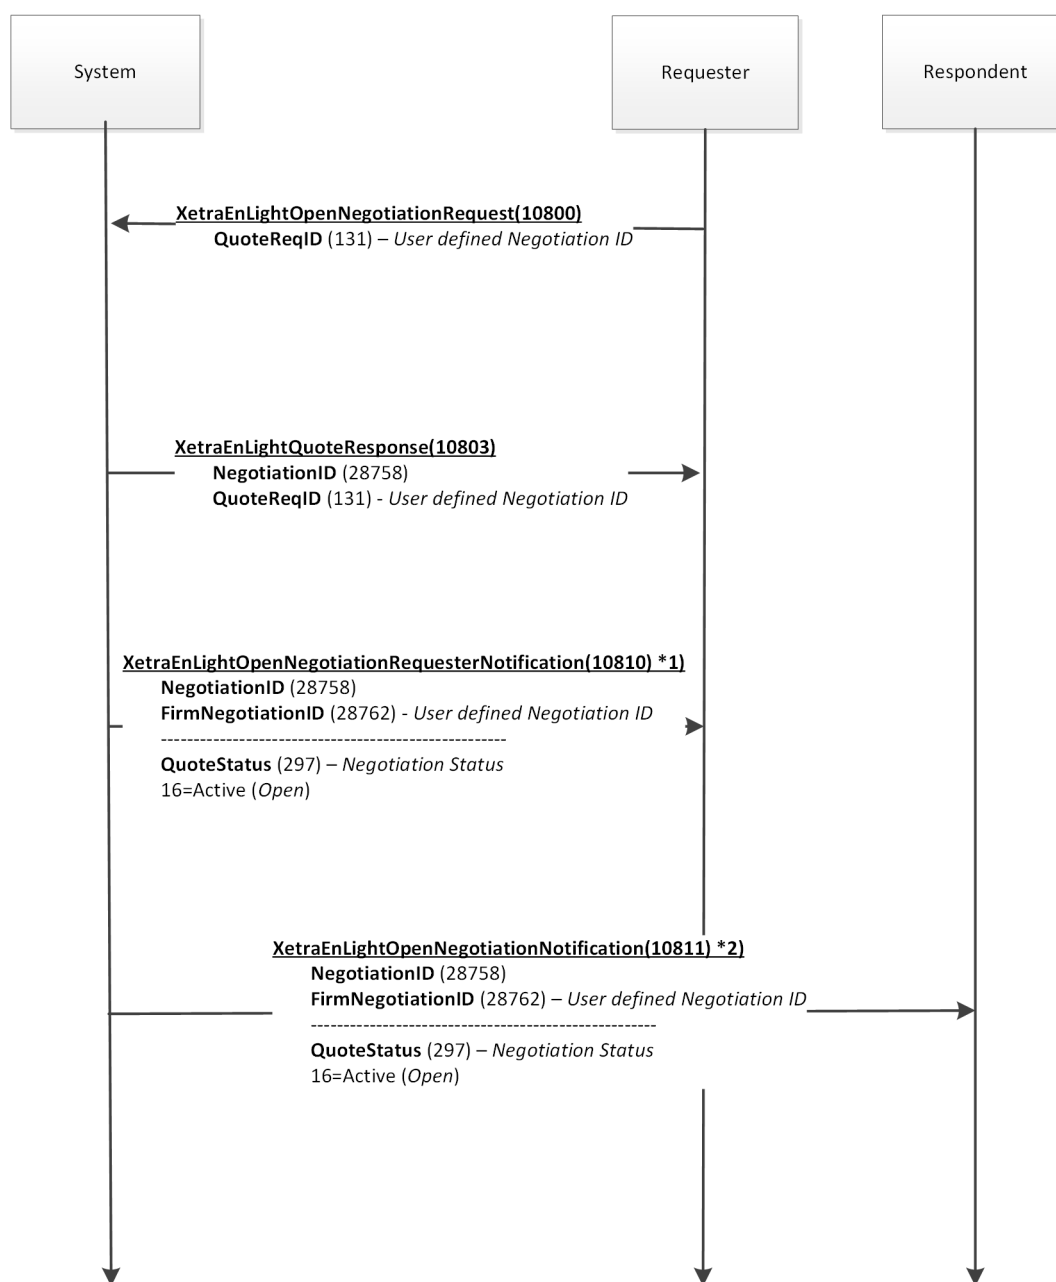 System
Requester
Respondent
XetraEnLightOpenNegotiationRequest(10800)
QuoteReqID (131) – User defined Negotiation ID
XetraEnLightQuoteResponse(10803)
NegotiationID (28758)
QuoteReqID (131) - User defined Negotiation ID
XetraEnLightOpenNegotiationRequesterNotification(10810) *1)
NegotiationID (28758)
FirmNegotiationID (28762) - User defined Negotiation ID
-----------------------------------------------------
QuoteStatus (297) – Negotiation Status
16=Active (Open)
XetraEnLightOpenNegotiationNotification(10811) *2)
NegotiationID (28758)
FirmNegotiationID (28762) – User defined Negotiation ID
-----------------------------------------------------
QuoteStatus (297) – Negotiation Status
16=Active (Open)